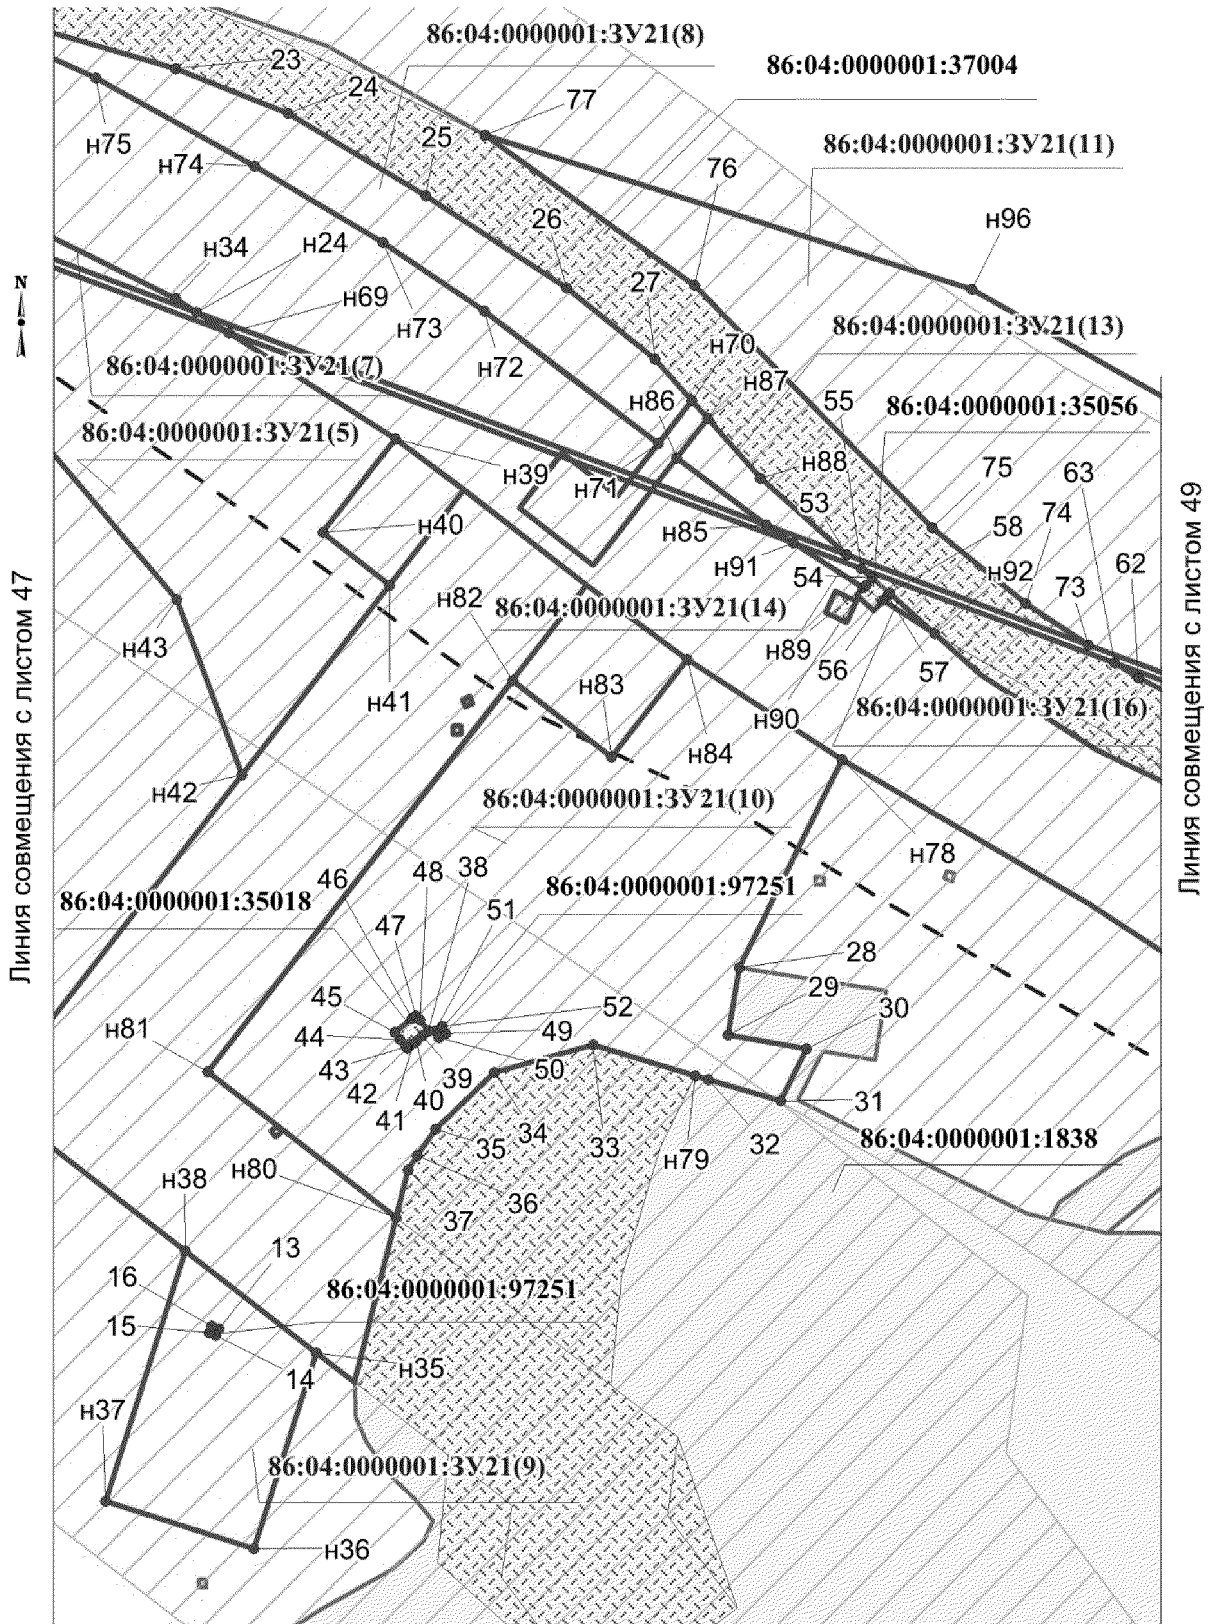 86:04:0000001:ЗУ21(8)
23
86:04:0000001:37004
24
77
25
86:04:0000001:ЗУ21(11)
н75
н74
76
26
н96
н34
н24
27
N
н69
н73
86:04:0000001:ЗУ21(13)
н70
н72
86:04:0000001:ЗУ21(7)
н87
н86
55
86:04:0000001:35056
86:04:0000001:ЗУ21(5)
75
63
н39
н88
н71
58
74
53
н40
н85
62
н92
73
н91
54
Линия совмещения с листом 47
Линия совмещения с листом 49
н82
86:04:0000001:ЗУ21(14)
н43
н89
56
57
н83
н41
н90
86:04:0000001:ЗУ21(16)
н84
н42
86:04:0000001:ЗУ21(10)
н78
46
48
38
86:04:0000001:35018
86:04:0000001:97251
51
47
28
29
45
52
30
н81
44
49
43
39
50
42
40
31
41
35
34
33
32
86:04:0000001:1838
н79
н80
н38
36
37
13
16
86:04:0000001:97251
15
14
н35
н37
86:04:0000001:ЗУ21(9)
н36